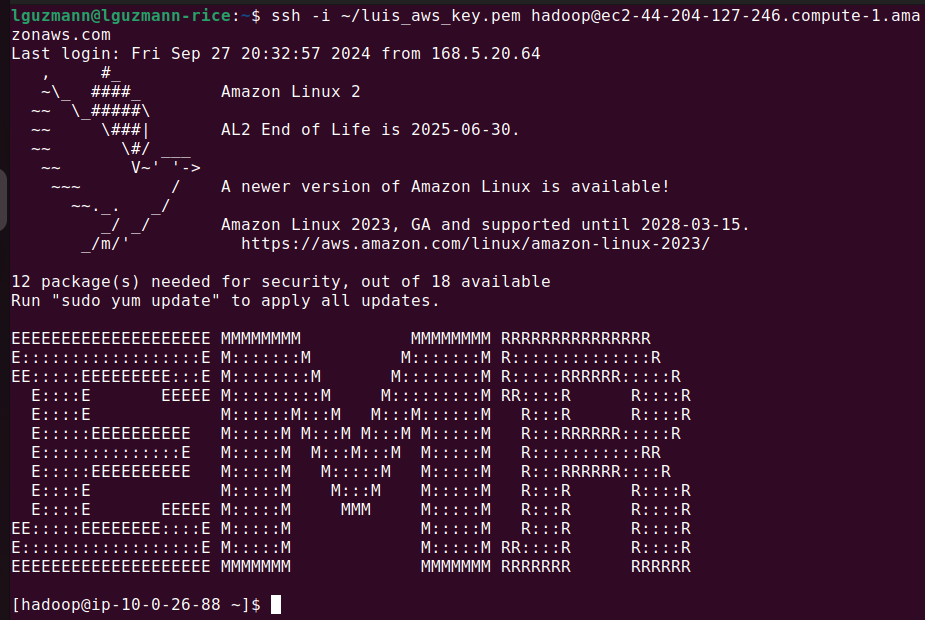 lguzmann@lguzmann-rice:~$ ssh -i ~/luis_aws_key.pem hadoop@ec2-44-204-127-246.compute-1.ama
zonaws.com
Last login: Fri Sep 27 20:32:57 2024 from 168.5.20.64
   ,     #_
   ~\_  ####_        Amazon Linux 2
  ~~  \_#####\
  ~~     \###|       AL2 End of Life is 2025-06-30.
  ~~       \#/ ___
   ~~       V~' '->
    ~~~         /    A newer version of Amazon Linux is available!
      ~~._.   _/
         _/ _/       Amazon Linux 2023, GA and supported until 2028-03-15.
       _/m/'           https://aws.amazon.com/linux/amazon-linux-2023/

12 package(s) needed for security, out of 18 available
Run "sudo yum update" to apply all updates.

EEEEEEEEEEEEEEEEEEEE MMMMMMMM           MMMMMMMM RRRRRRRRRRRRRRR
E::::::::::::::::::E M:::::::M         M:::::::M R::::::::::::::R
EE:::::EEEEEEEEE:::E M::::::::M       M::::::::M R:::::RRRRRR:::::R
  E::::E       EEEEE M:::::::::M     M:::::::::M RR::::R      R::::R
  E::::E             M::::::M:::M   M:::M::::::M   R:::R      R::::R
  E:::::EEEEEEEEEE   M:::::M M:::M M:::M M:::::M   R:::RRRRRR:::::R
  E::::::::::::::E   M:::::M  M:::M:::M  M:::::M   R:::::::::::RR
  E:::::EEEEEEEEEE   M:::::M   M:::::M   M:::::M   R:::RRRRRR::::R
  E::::E             M:::::M    M:::M    M:::::M   R:::R      R::::R
  E::::E       EEEEE M:::::M     MMM     M:::::M   R:::R      R::::R
EE:::::EEEEEEEE::::E M:::::M             M:::::M   R:::R      R::::R
E::::::::::::::::::E M:::::M             M:::::M RR::::R      R::::R
EEEEEEEEEEEEEEEEEEEE MMMMMMM             MMMMMMM RRRRRRR      RRRRRR

[hadoop@ip-10-0-26-88 ~]$